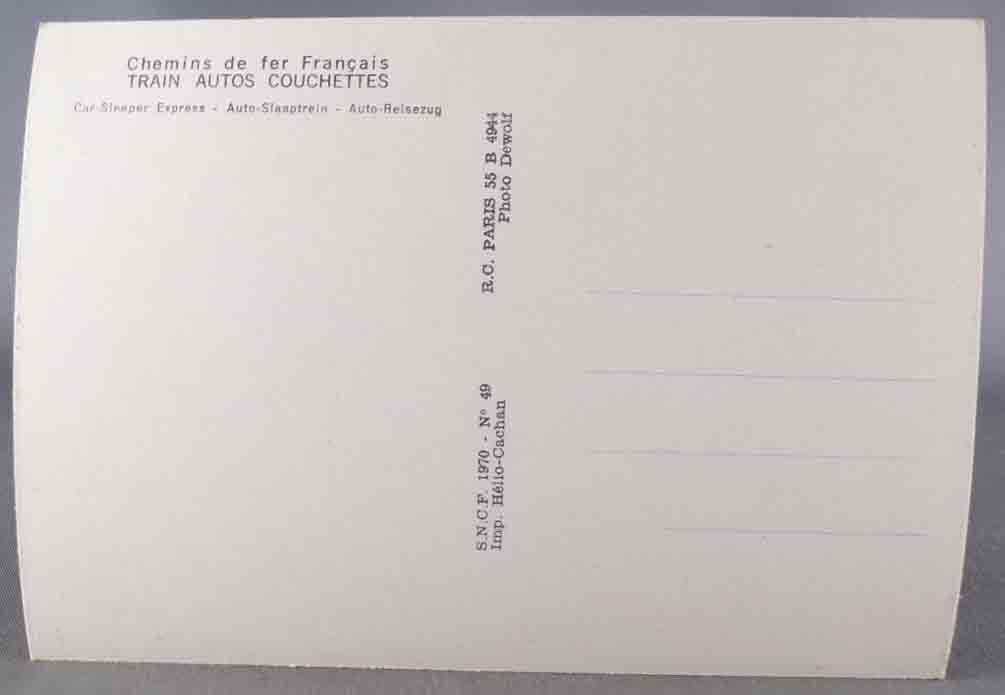 Chemins de fer Français
TRAIN AUTOS COUCHETTES
Car-Sleeper Express - Auto-Slaaptrein - Auto-Reisezug
R.C. PARIS 55 B 4944
Photo Dewolf
S.N.C.F. 1970 - N° 49
Imp. Hélio-Cachan